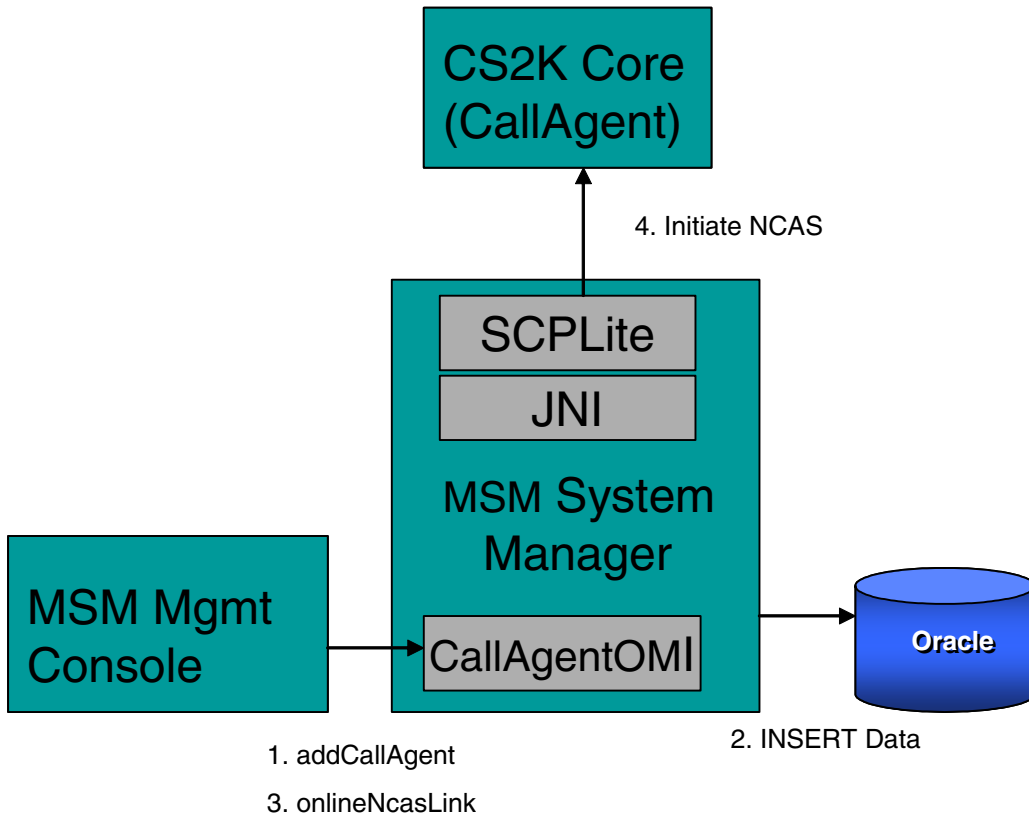 CS2K Core
(CallAgent)
4. Initiate NCAS
SCPLite
JNI
MSM System
Manager
MSM Mgmt
Console
CallAgentOMI
Oracle
2. INSERT Data
1. addCallAgent
3. onlineNcasLink